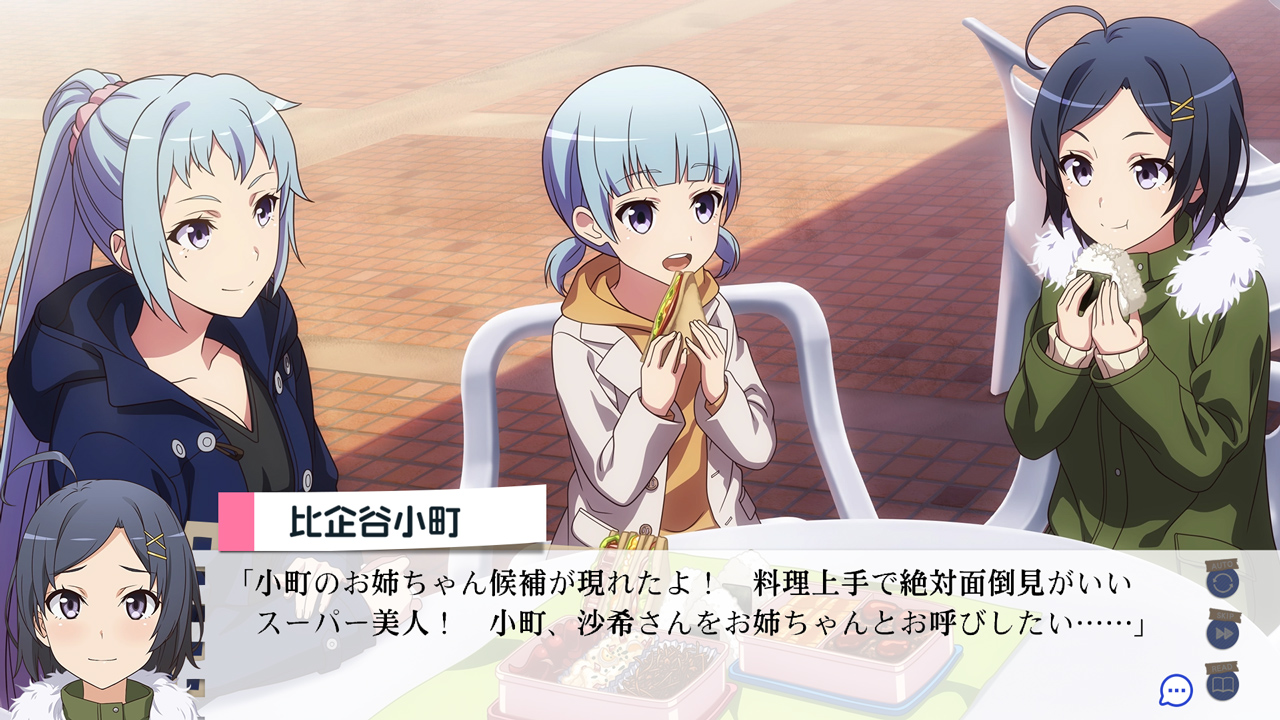 比企谷小町
「小町のお姉ちゃん候補が現れたよ！　料理上手で絶対面倒見がいい
スーパー美人！　小町、沙希さんをお姉ちゃんとお呼びしたい……」
AUTO
SKIP
READ